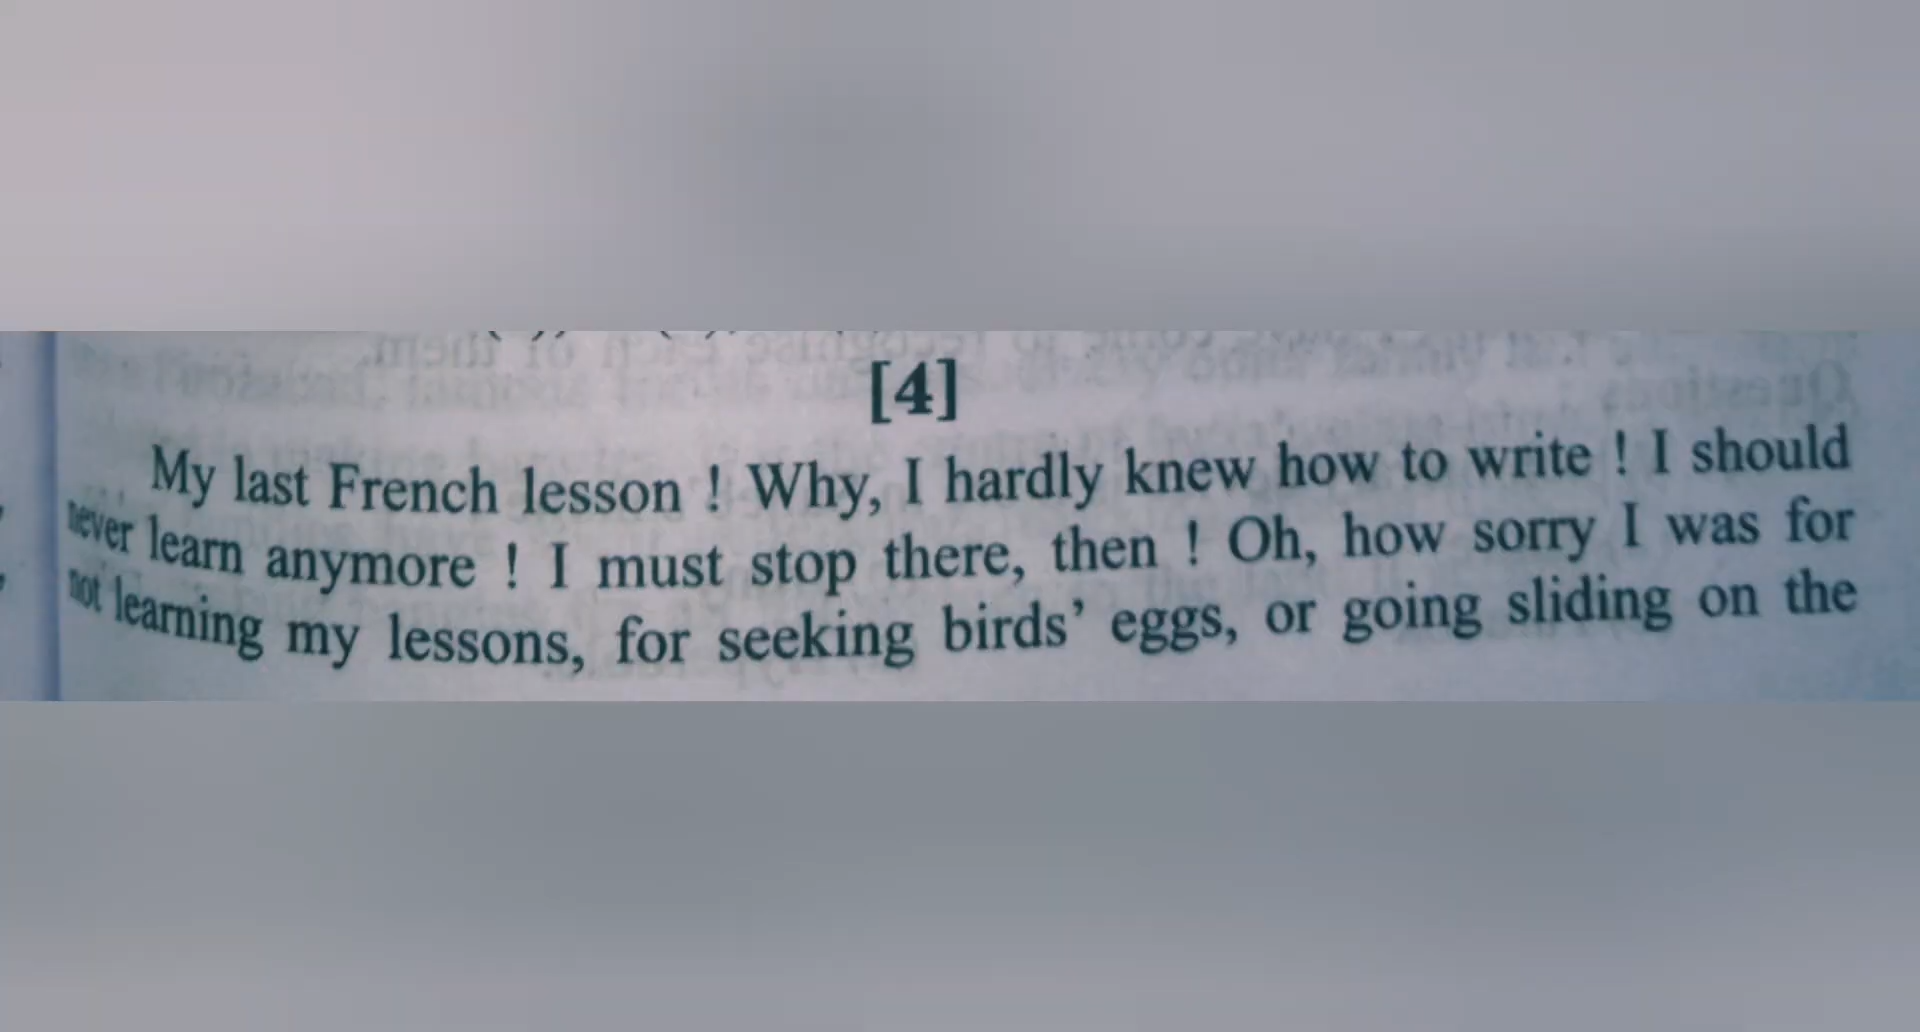 [4]
My last French lesson ! Why, I hardly knew how to write ! I should
never learn anymore ! I must stop there, then ! Oh, how sorry I was for
not learning my lessons, for seeking birds’ eggs, or going sliding on the